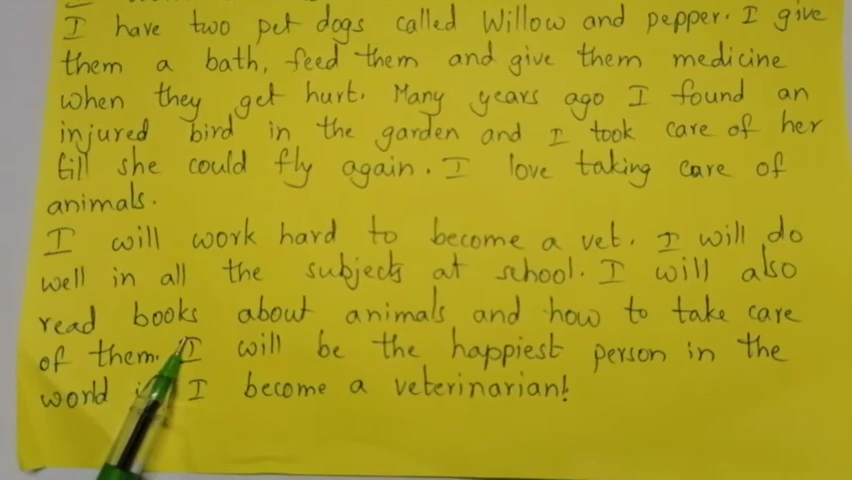 I have two pet dogs called Willow and pepper. I give
them a bath, feed them and give them medicine
when they get hurt. Many years ago I found an
injured bird in the garden and I took care of her
till she could fly again. I love taking care of
animals.
I will work hard to become a vet. I will do
well in all the subjects at school. I will also
read books about animals and how to take care
of them. I will be the happiest person in the
world I become a veterinarian!